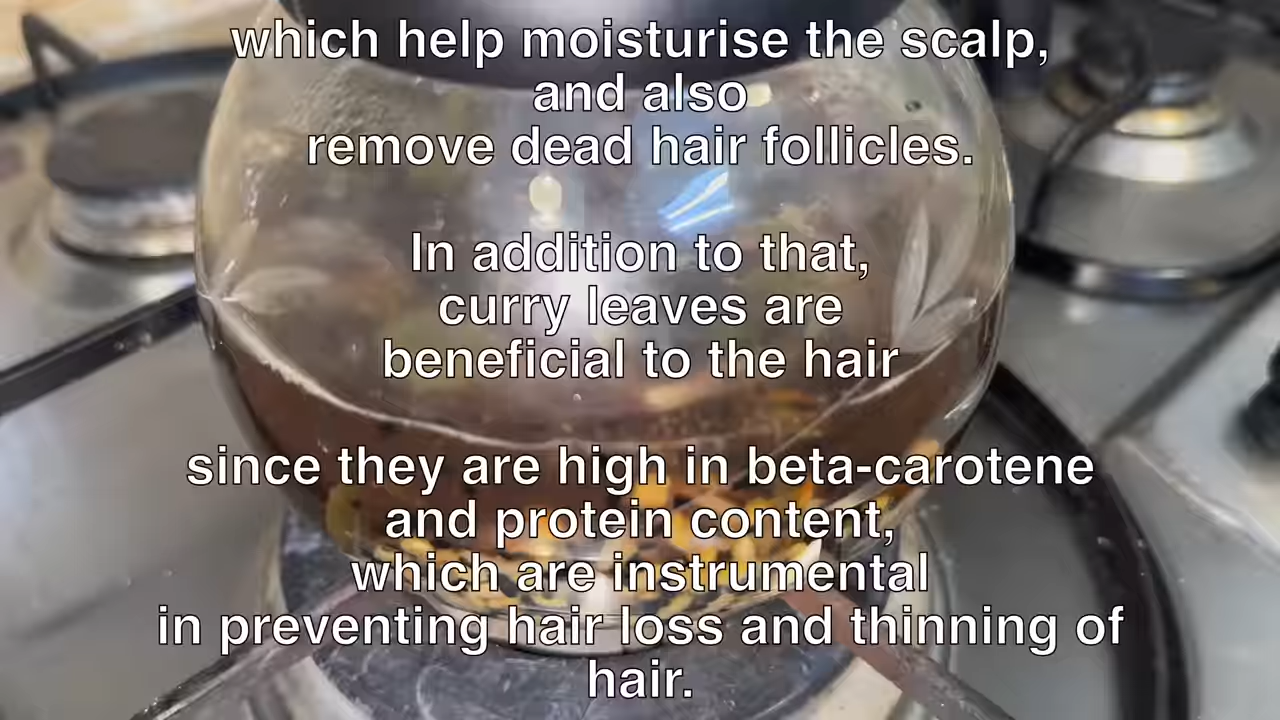 which help moisturise the scalp,
and also
remove dead hair follicles.
In addition to that,
curry leaves are
beneficial to the hair
since they are high in beta-carotene
and protein content,
which are instrumental
in preventing hair loss and thinning of
hair.